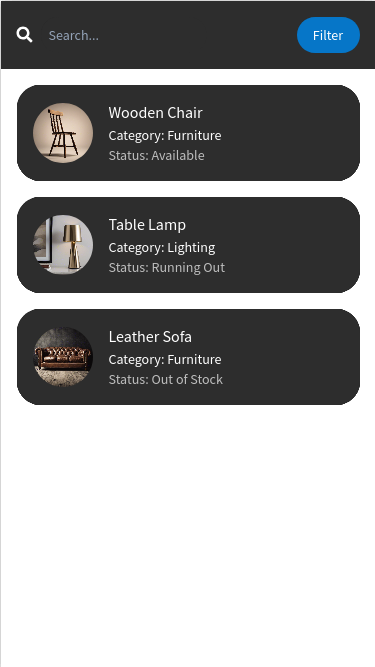 Search...
Filter
Wooden Chair
Category: Furniture
Status: Available
Table Lamp
Category: Lighting
Status: Running Out
Leather Sofa
Category: Furniture
Status: Out of Stock